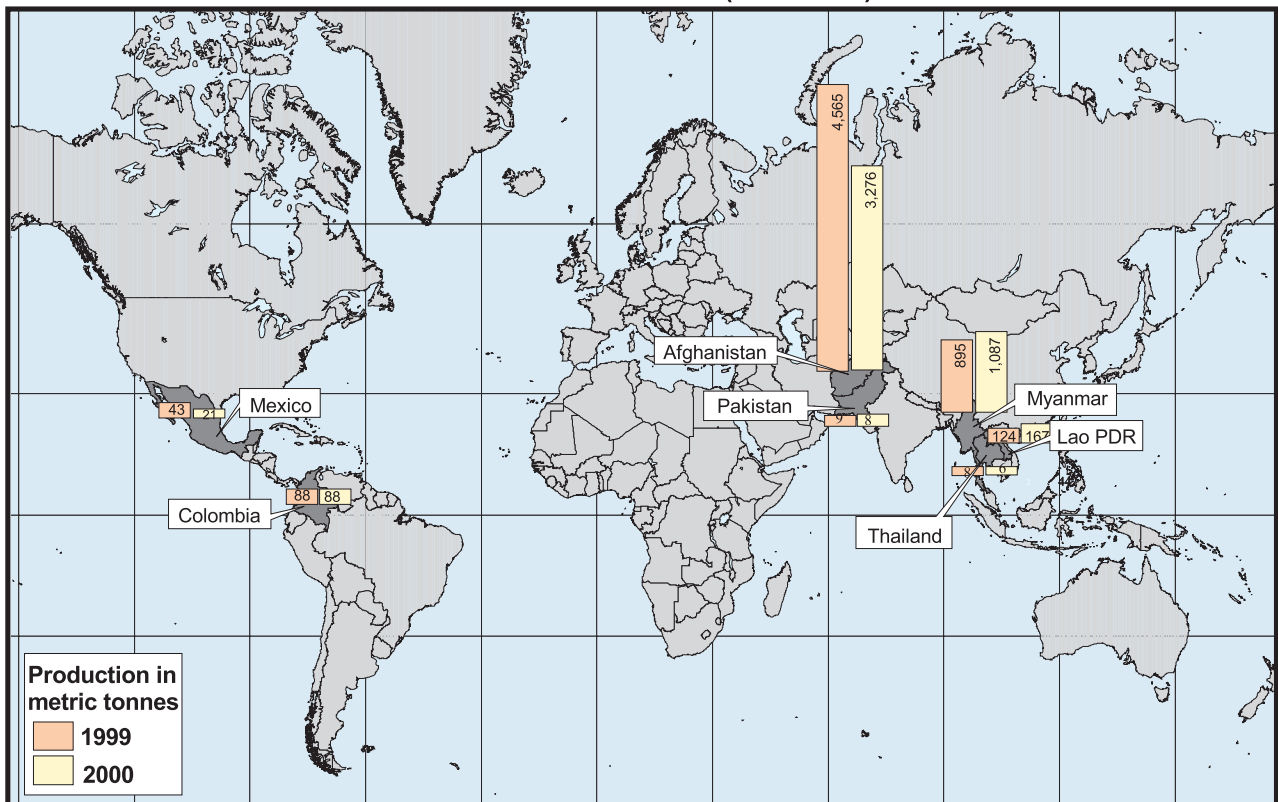 4,565
3,276
Afghanistan
895
1,087
Pakistan
9
8
Myanmar
Mexico
43
21
124
167
Lao PDR
8
6
Colombia
88
88
Thailand
Production in
metric tonnes
1999
2000